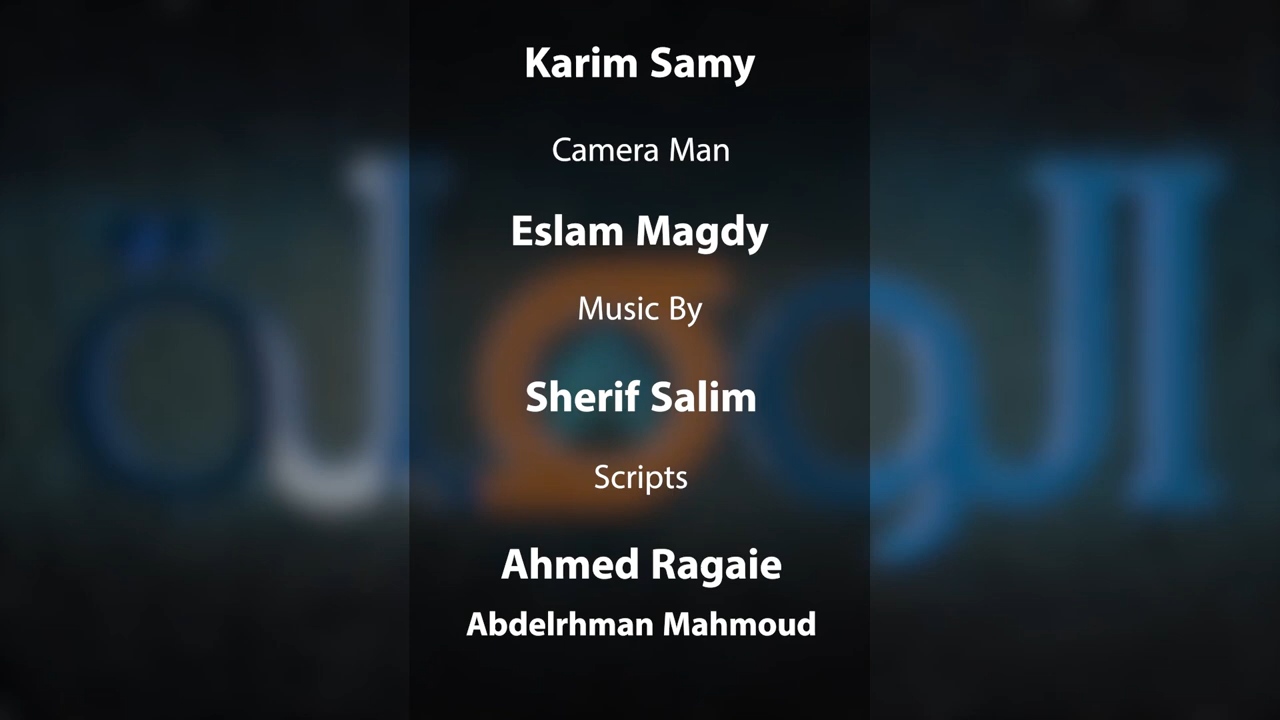 Karim Samy
Camera Man
Eslam Magdy
Music By
Sherif Salim
Scripts
Ahmed Ragaie
Abdelrhman Mahmoud